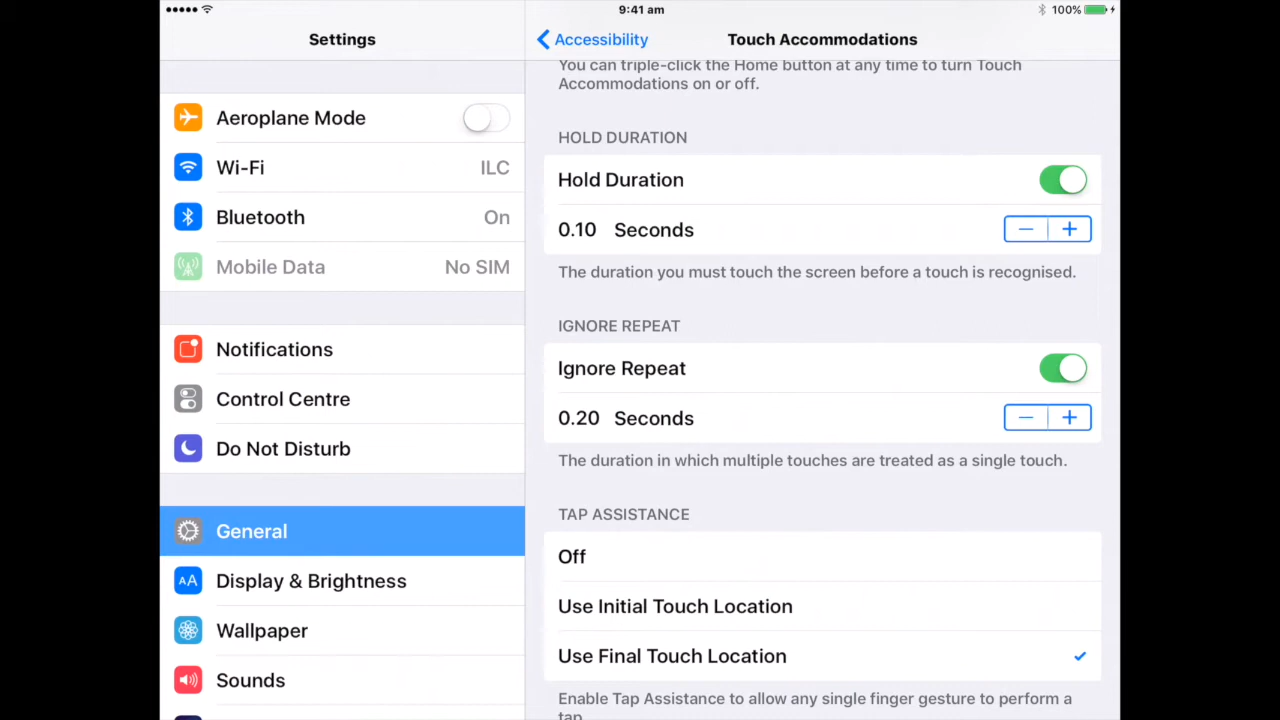 9:41 am
100%
Settings
Aeroplane Mode
Wi-Fi ILC
Bluetooth On
Mobile Data No SIM
Notifications
Control Centre
Do Not Disturb
General
AA Display & Brightness
Wallpaper
Sounds
Accessibility
Touch Accommodations
You can triple-click the Home button at any time to turn Touch
Accommodations on or off.
HOLD DURATION
Hold Duration
0.10 Seconds − +
The duration you must touch the screen before a touch is recognised.
IGNORE REPEAT
Ignore Repeat
0.20 Seconds − +
The duration in which multiple touches are treated as a single touch.
TAP ASSISTANCE
Off
Use Initial Touch Location
Use Final Touch Location
Enable Tap Assistance to allow any single finger gesture to perform a
tap.